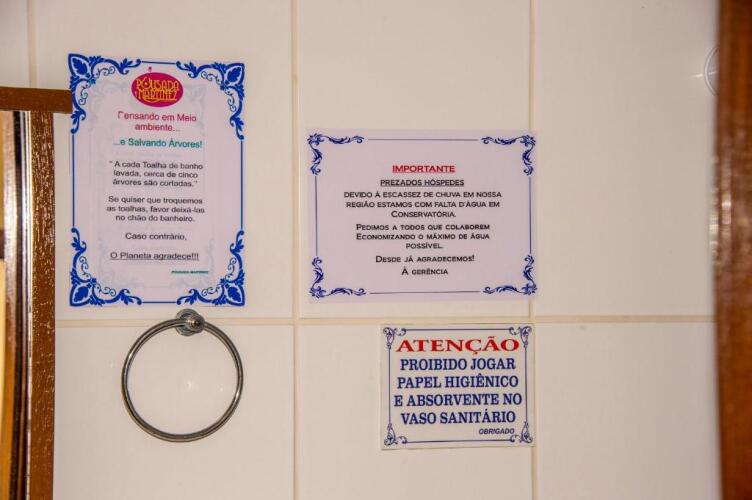 POUSADA
MARTINEZ
Pensando em Meio
ambiente...
...e Salvando Árvores!
" A cada Toalha de banho
lavada, cerca de cinco
árvores são cortadas."
Se quiser que troquemos
as toalhas, favor deixá-las
no chão do banheiro.
Caso contrário,
O Planeta agradece!!!
POUSADA MARTINEZ
IMPORTANTE
PREZADOS HÓSPEDES
DEVIDO À ESCASSEZ DE CHUVA EM NOSSA
REGIÃO ESTAMOS COM FALTA D'ÁGUA EM
CONSERVATÓRIA.
PEDIMOS A TODOS QUE COLABOREM
ECONOMIZANDO O MÁXIMO DE ÁGUA
POSSÍVEL.
DESDE JÁ AGRADECEMOS!
À GERÊNCIA
ATENÇÃO
PROIBIDO JOGAR
PAPEL HIGIÊNICO
E ABSORVENTE NO
VASO SANITÁRIO
OBRIGADO